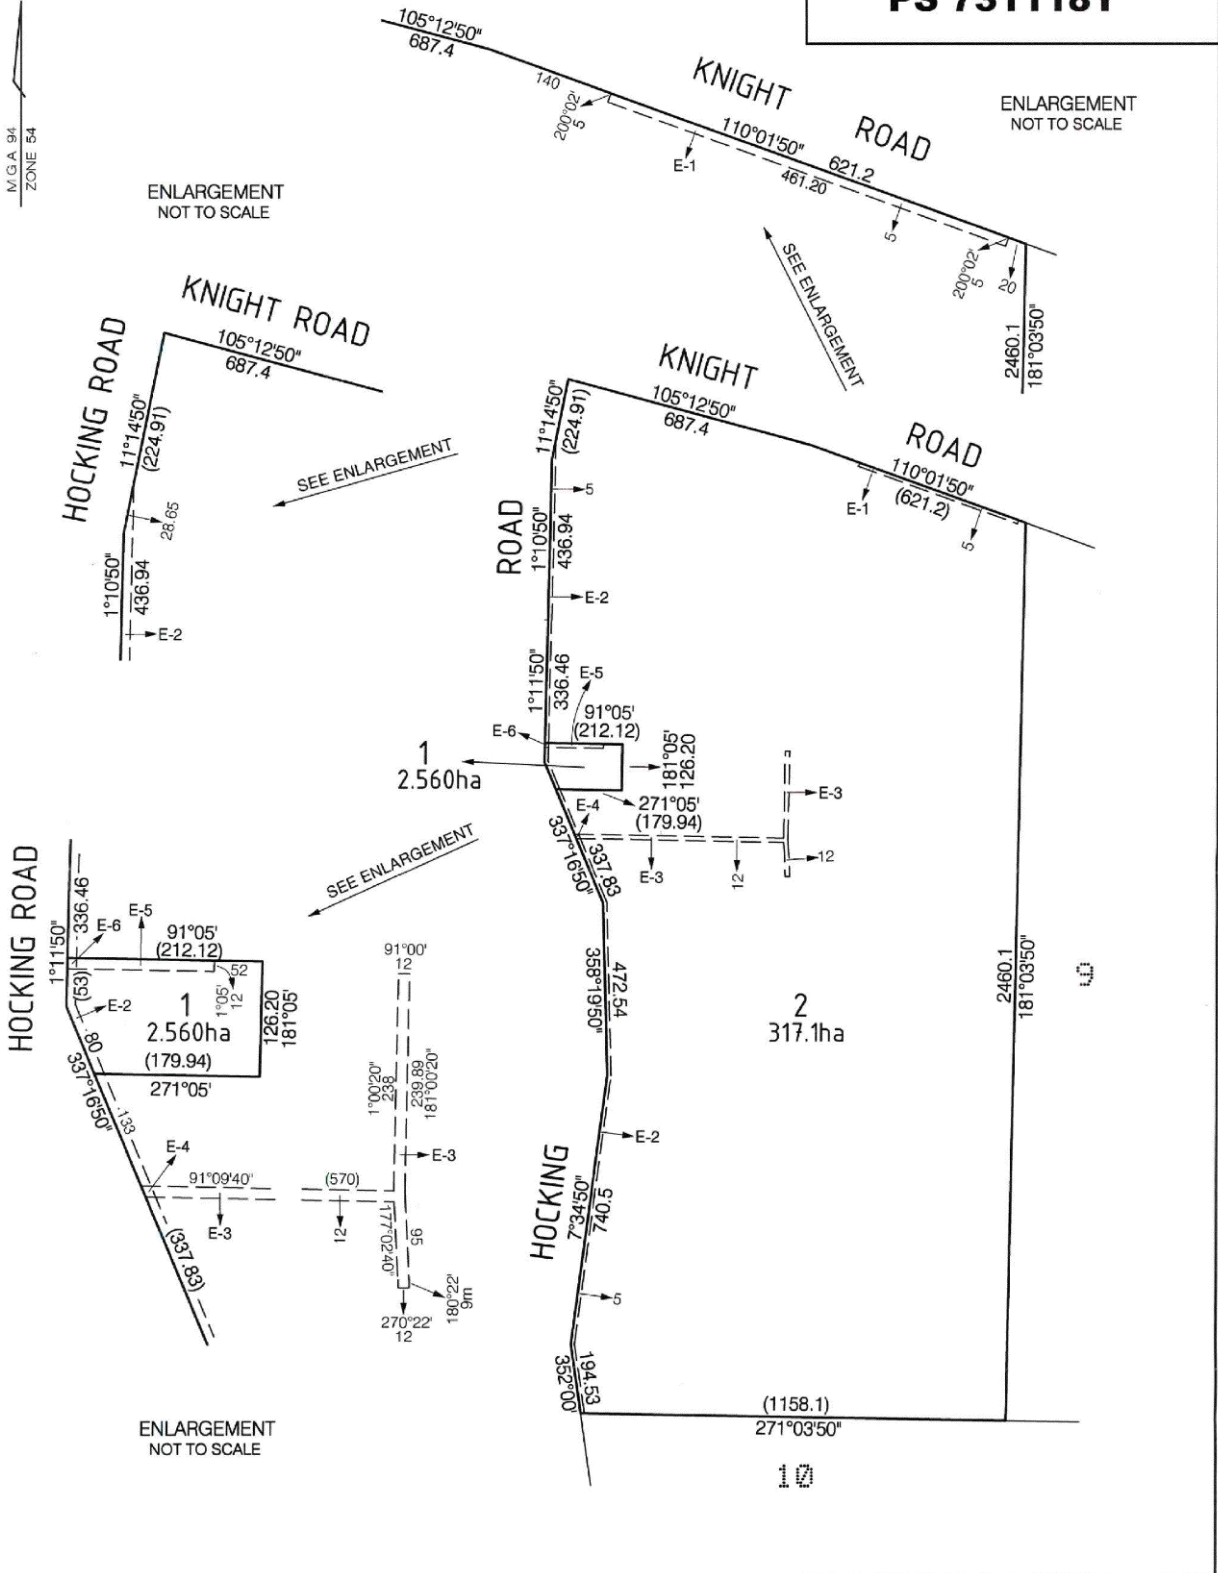 PS 731118T
MGA 94
ZONE 54
105°12'50"
687.4
140
200°02'
5
KNIGHT
ROAD
110°01'50"
621.2
461.20
E-1
5
200°02'
5
20
2460.1
181°03'50"
ENLARGEMENT
NOT TO SCALE
SEE ENLARGEMENT
ENLARGEMENT
NOT TO SCALE
KNIGHT ROAD
105°12'50"
687.4
HOCKING ROAD
11°14'50"
(224.91)
28.65
1°10'50"
436.94
E-2
SEE ENLARGEMENT
KNIGHT
ROAD
105°12'50"
687.4
110°01'50"
(621.2)
E-1
5
11°14'50"
(224.91)
5
ROAD
1°10'50"
436.94
E-2
1°11'50"
336.46
E-5
91°05'
(212.12)
E-6
1
2.560ha
181°05'
126.20
271°05'
(179.94)
E-4
E-3
12
E-3
12
337°16'50"
337.83
358°19'50"
472.54
2
317.1ha
2460.1
181°03'50"
9
E-2
HOCKING
7°34'50"
740.5
5
352°00'
194.53
(1158.1)
271°03'50"
10
SEE ENLARGEMENT
HOCKING ROAD
1°11'50"
336.46
E-6
E-5
91°05'
(212.12)
52
1°05'
12
(53)
E-2
1
2.560ha
126.20
181°05'
80
(179.94)
271°05'
337°16'50"
133
E-4
91°09'40"
E-3
(570)
12
(337.83)
91°00'
12
1°00'20"
238
239.89
181°00'20"
E-3
177°02'40"
95
180°22'
9m
270°22'
12
ENLARGEMENT
NOT TO SCALE